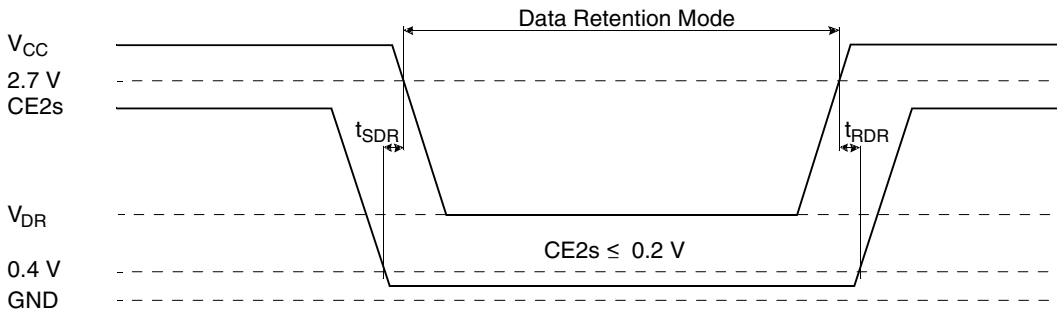 Data Retention Mode
VCC
2.7 V
CE2s
tSDR
tRDR
VDR
CE2s ≤ 0.2 V
0.4 V
GND